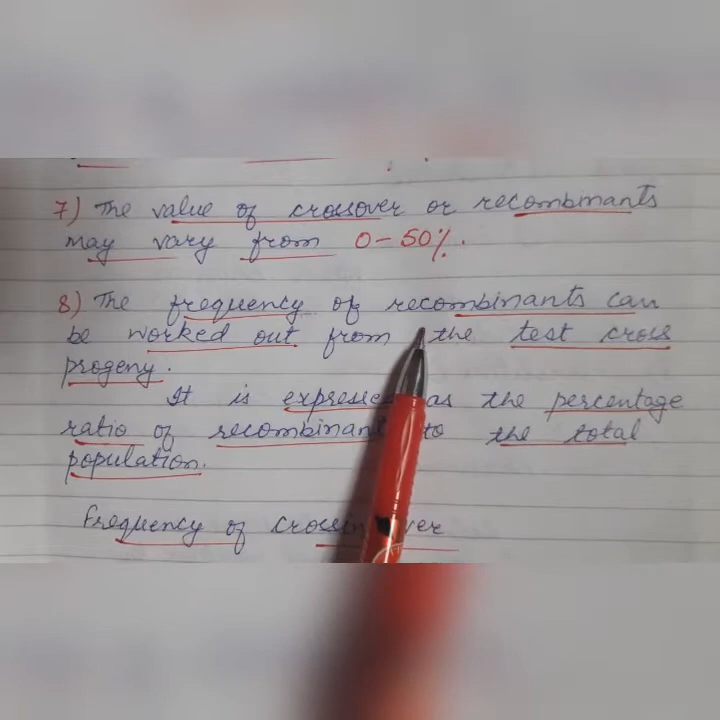 7) The value of crossover or recombinants
may vary from 0-50%.
8) The frequency of recombinants can
be worked out from the test cross
progeny.
It is expressed as the percentage
ratio of recombinant to the total
population.
Frequency of crossing over